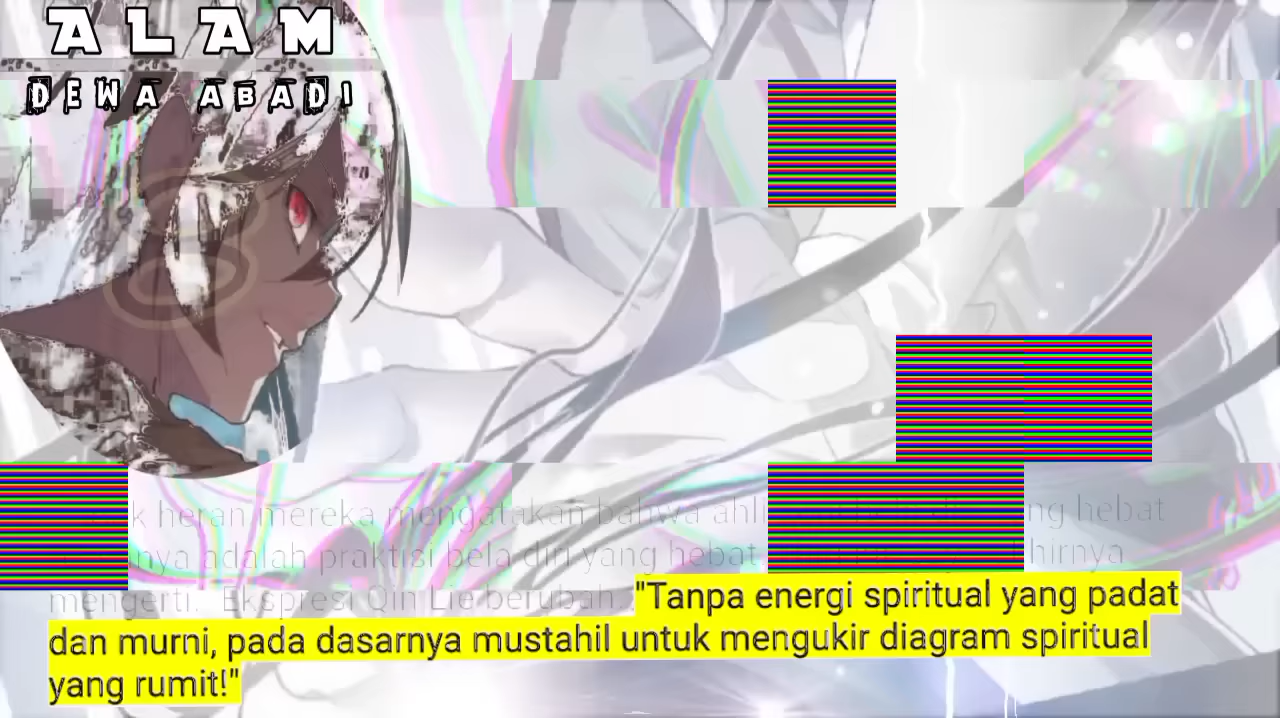 ALAM
DEWA ABADI
heran mereka mengatakan bahwa hebat
adalah praktisi bela diri yang hebat
mengerti. Ekspresi Qin Lie berubah. "Tanpa energi spiritual yang padat
dan murni, pada dasarnya mustahil untuk mengukir diagram spiritual
yang rumit!"